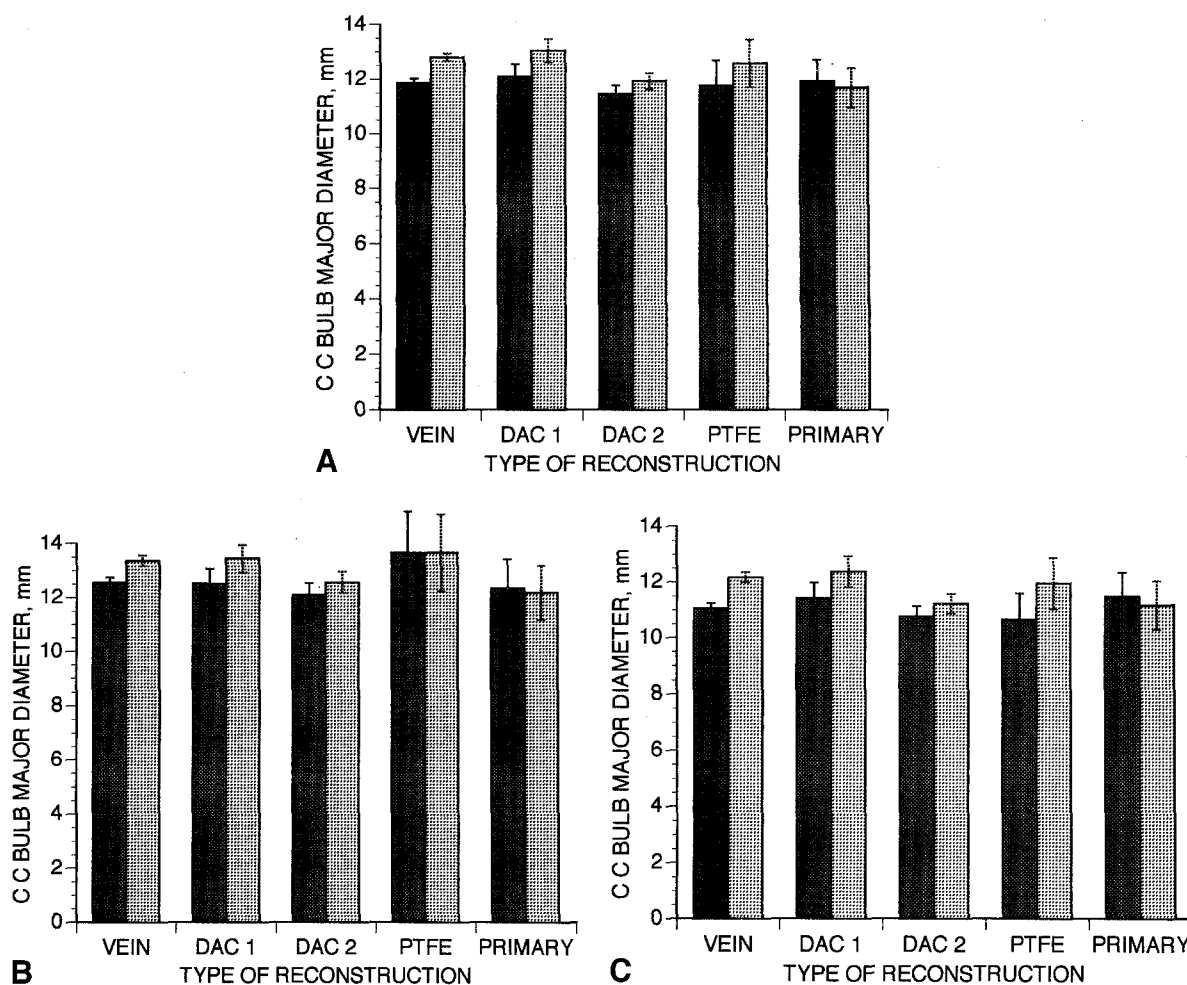 C C BULB MAJOR DIAMETER, mm
14
12
10
8
6
4
2
0
VEIN DAC 1 DAC 2 PTFE PRIMARY
A TYPE OF RECONSTRUCTION
C C BULB MAJOR DIAMETER, mm
14
12
10
8
6
4
2
0
VEIN DAC 1 DAC 2 PTFE PRIMARY
B TYPE OF RECONSTRUCTION
C C BULB MAJOR DIAMETER, mm
14
12
10
8
6
4
2
0
VEIN DAC 1 DAC 2 PTFE PRIMARY
C TYPE OF RECONSTRUCTION